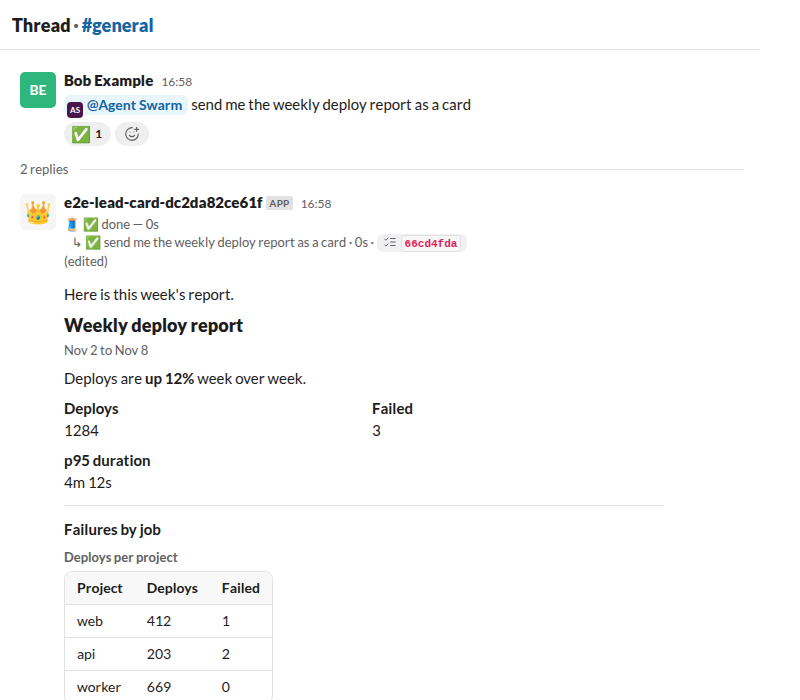 Thread · #general
BE
Bob Example 16:58
AS @Agent Swarm send me the weekly deploy report as a card
✅ 1
2 replies
e2e-lead-card-dc2da82ce61f APP 16:58
🧵 ✅ done — 0s
↳ ✅ send me the weekly deploy report as a card · 0s · 66cd4fda
(edited)
Here is this week's report.
Weekly deploy report
Nov 2 to Nov 8
Deploys are up 12% week over week.
Deploys Failed
1284 3
p95 duration
4m 12s
Failures by job
Deploys per project
Project Deploys Failed
web 412 1
api 203 2
worker 669 0